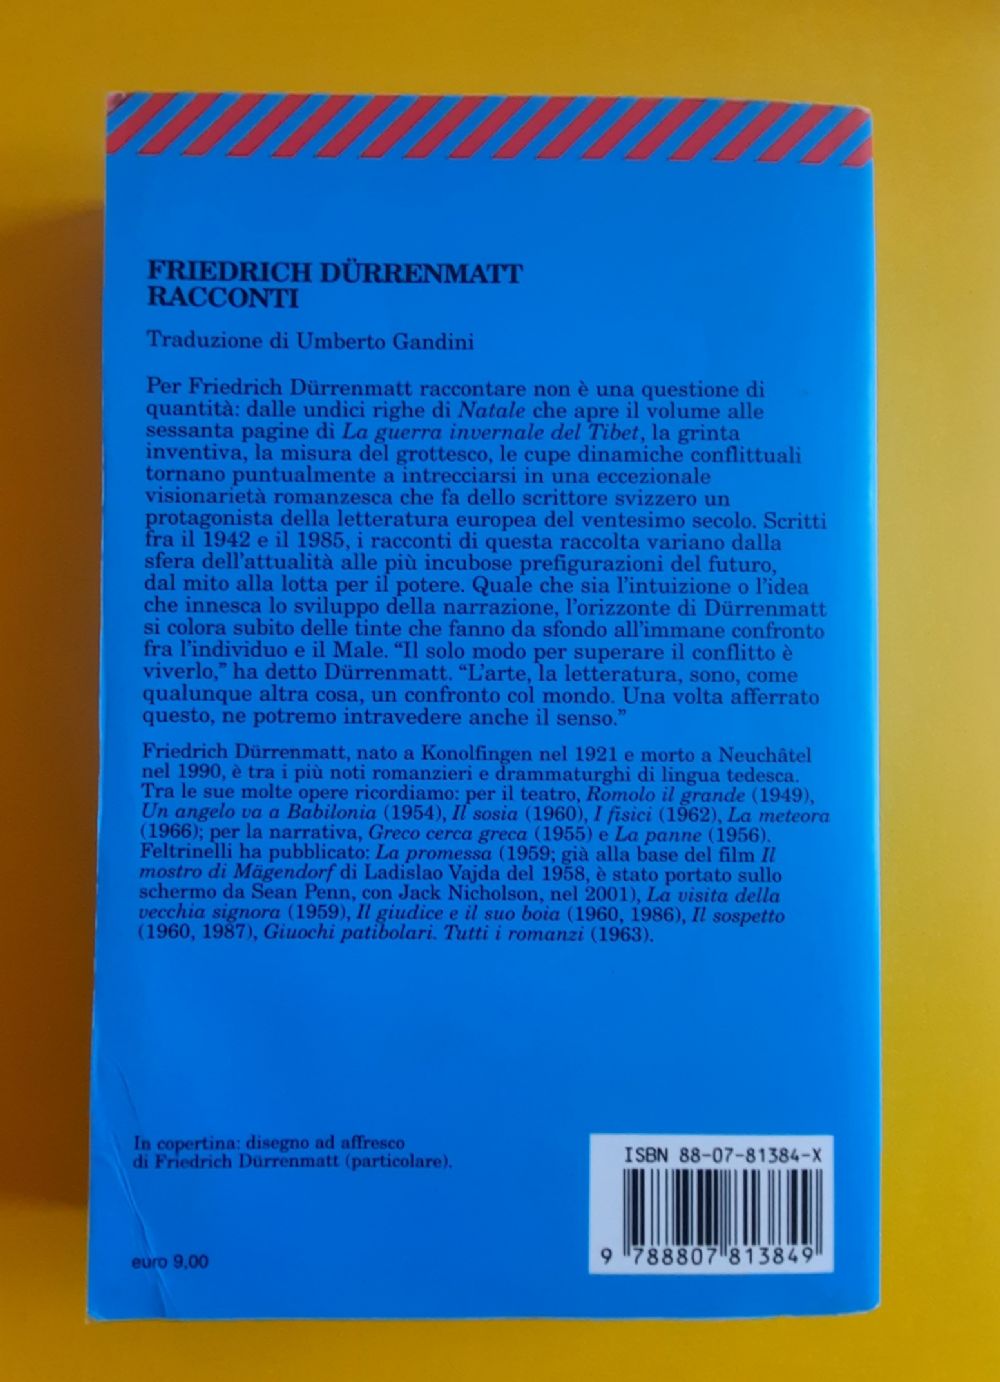 FRIEDRICH DÜRRENMATT
RACCONTI
Traduzione di Umberto Gandini
Per Friedrich Dürrenmatt raccontare non è una questione di
quantità: dalle undici righe di Natale che apre il volume alle
sessanta pagine di La guerra invernale del Tibet, la grinta
inventiva, la misura del grottesco, le cupe dinamiche conflittuali
tornano puntualmente a intrecciarsi in una eccezionale
visionarietà romanzesca che fa dello scrittore svizzero un
protagonista della letteratura europea del ventesimo secolo. Scritti
fra il 1942 e il 1985, i racconti di questa raccolta variano dalla
sfera dell'attualità alle più incubose prefigurazioni del futuro,
dal mito alla lotta per il potere. Quale che sia l'intuizione o l'idea
che innesca lo sviluppo della narrazione, l'orizzonte di Dürrenmatt
si colora subito delle tinte che fanno da sfondo all'immane confronto
fra l'individuo e il Male. “Il solo modo per superare il conflitto è
viverlo,” ha detto Dürrenmatt. “L'arte, la letteratura, sono, come
qualunque altra cosa, un confronto col mondo. Una volta afferrato
questo, ne potremo intravedere anche il senso.”
Friedrich Dürrenmatt, nato a Konolfingen nel 1921 e morto a Neuchâtel
nel 1990, è tra i più noti romanzieri e drammaturghi di lingua tedesca.
Tra le sue molte opere ricordiamo: per il teatro, Romolo il grande (1949),
Un angelo va a Babilonia (1954), Il sosia (1960), I fisici (1962), La meteora
(1966); per la narrativa, Greco cerca greca (1955) e La panne (1956).
Feltrinelli ha pubblicato: La promessa (1959; già alla base del film Il
mostro di Mägendorf di Ladislao Vajda del 1958, è stato portato sullo
schermo da Sean Penn, con Jack Nicholson, nel 2001), La visita della
vecchia signora (1959), Il giudice e il suo boia (1960, 1986), Il sospetto
(1960, 1987), Giuochi patibolari. Tutti i romanzi (1963).
In copertina: disegno ad affresco
di Friedrich Dürrenmatt (particolare).
ISBN 88-07-81384-X
9 788807 813849
euro 9,00